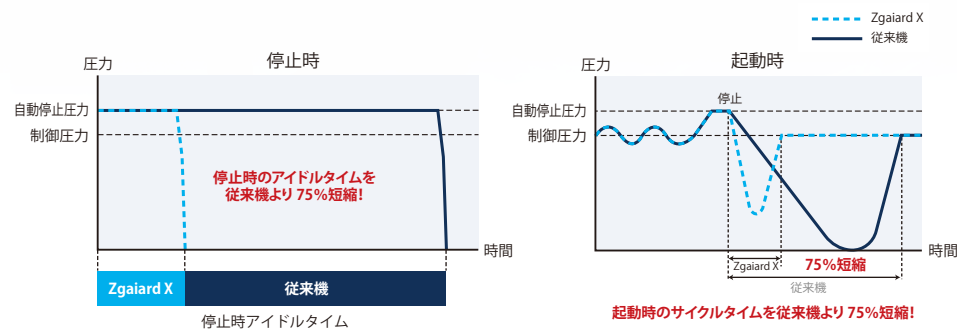 Zgaiard X
従来機
圧力
停止時
自動停止圧力
制御圧力
停止時のアイドルタイムを
従来機より75%短縮!
時間
Zgaiard X
従来機
停止時アイドルタイム
圧力
起動時
停止
自動停止圧力
制御圧力
時間
Zgaiard X
75%短縮
従来機
起動時のサイクルタイムを従来機より75%短縮!